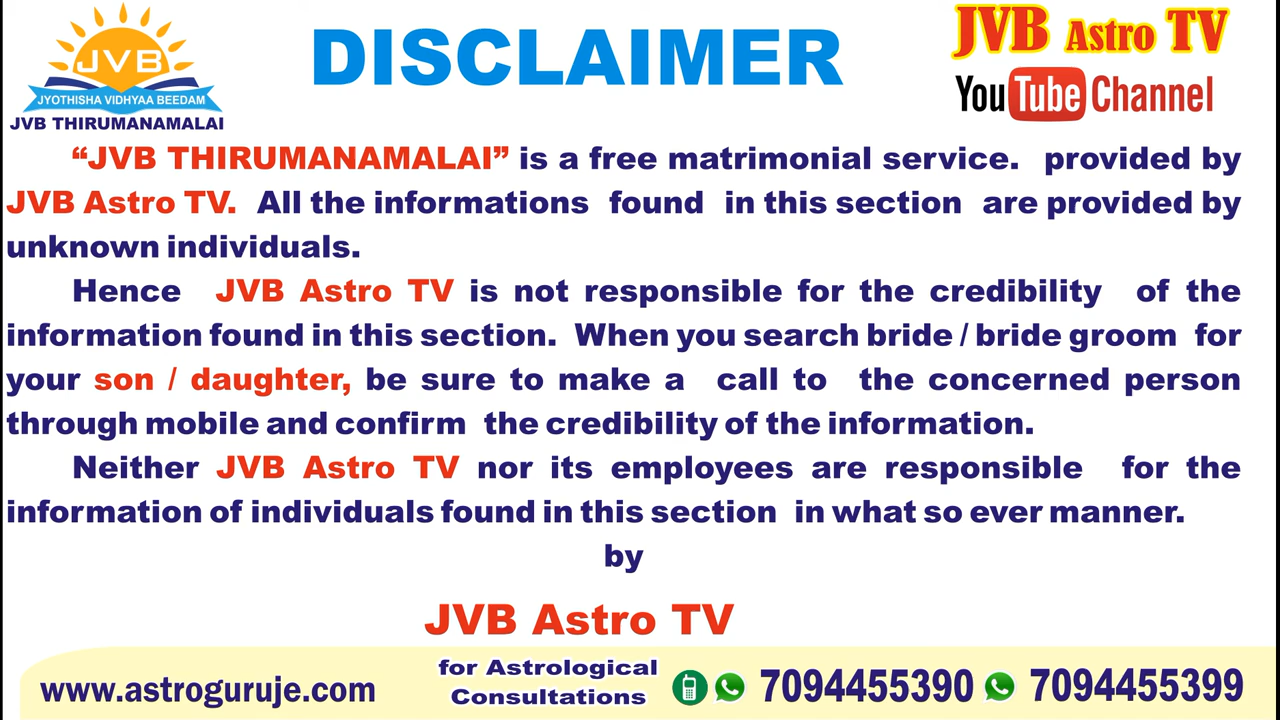 JVB
JYOTHISHA VIDHYAA BEEDAM
JVB THIRUMANAMALAI
DISCLAIMER
JVB Astro TV
YouTube Channel
“JVB THIRUMANAMALAI” is a free matrimonial service. provided by
JVB Astro TV. All the informations found in this section are provided by
unknown individuals.
Hence JVB Astro TV is not responsible for the credibility of the
information found in this section. When you search bride / bride groom for
your son / daughter, be sure to make a call to the concerned person
through mobile and confirm the credibility of the information.
Neither JVB Astro TV nor its employees are responsible for the
information of individuals found in this section in what so ever manner.
by
JVB Astro TV
www.astroguruje.com
for Astrological
Consultations
7094455390 7094455399